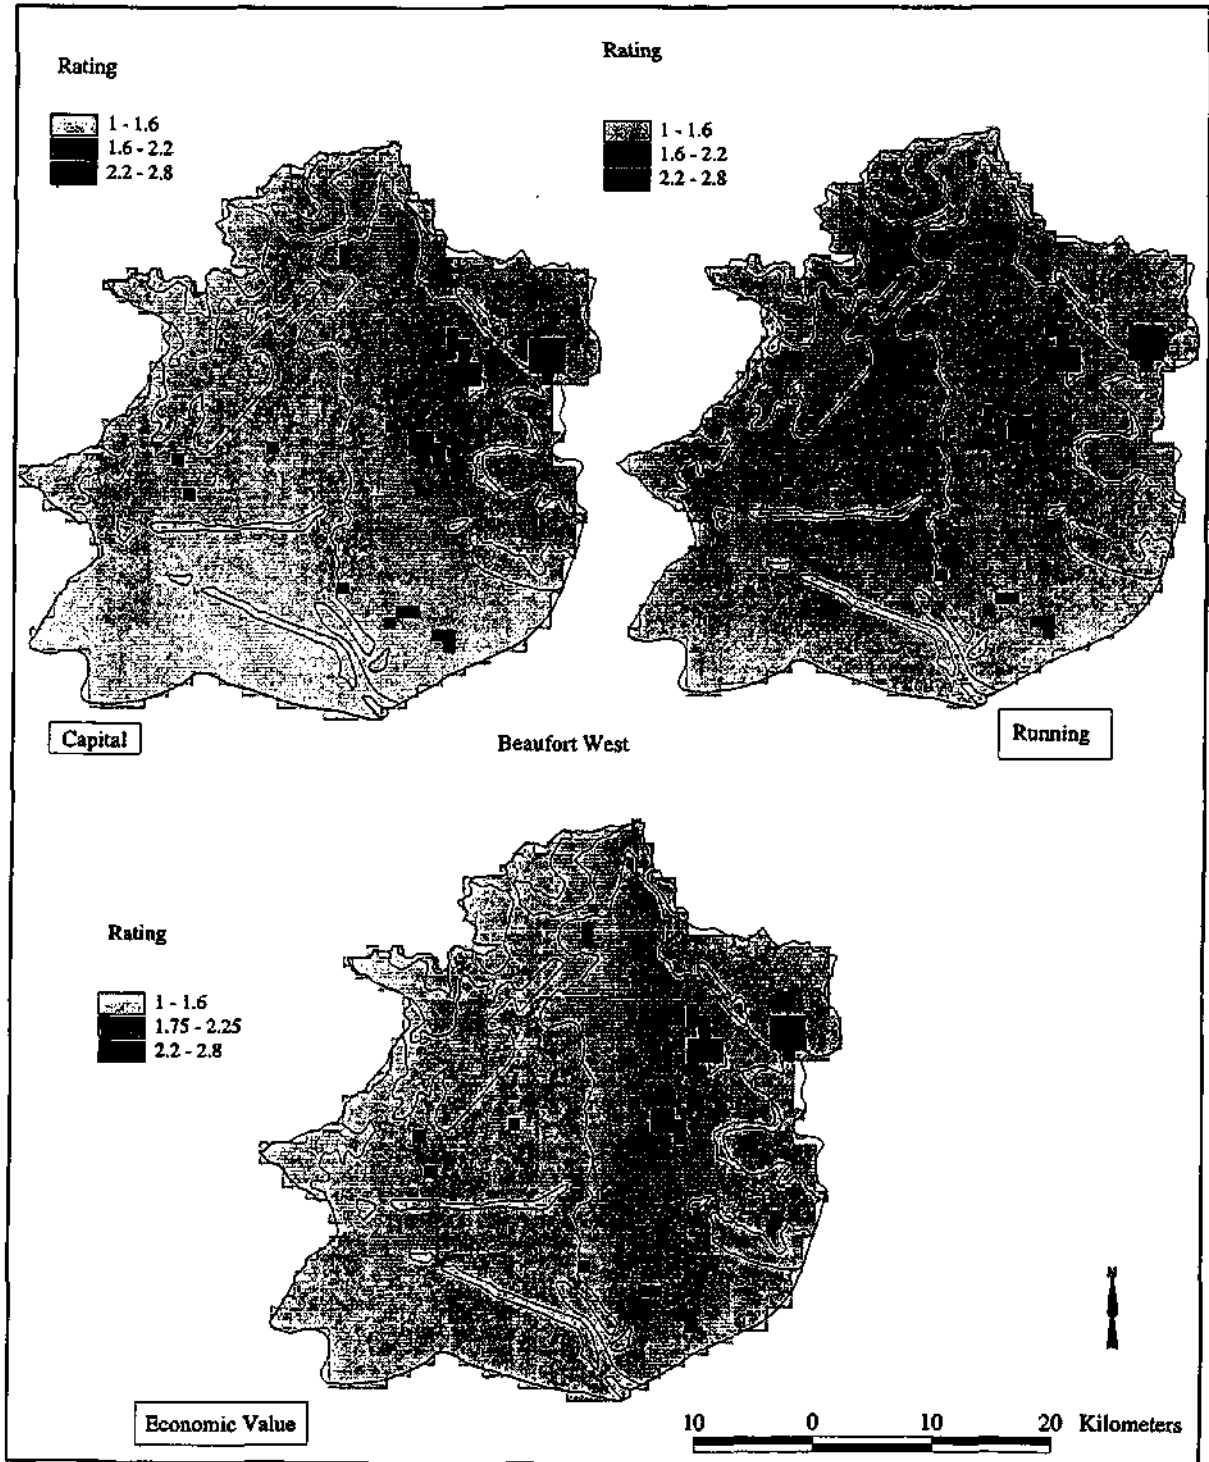 Rating
1 - 1.6
1.6 - 2.2
2.2 - 2.8
Rating
1 - 1.6
1.6 - 2.2
2.2 - 2.8
Capital
Beaufort West
Running
Rating
1 - 1.6
1.75 - 2.25
2.2 - 2.8
N
Economic Value
10 0 10 20 Kilometers